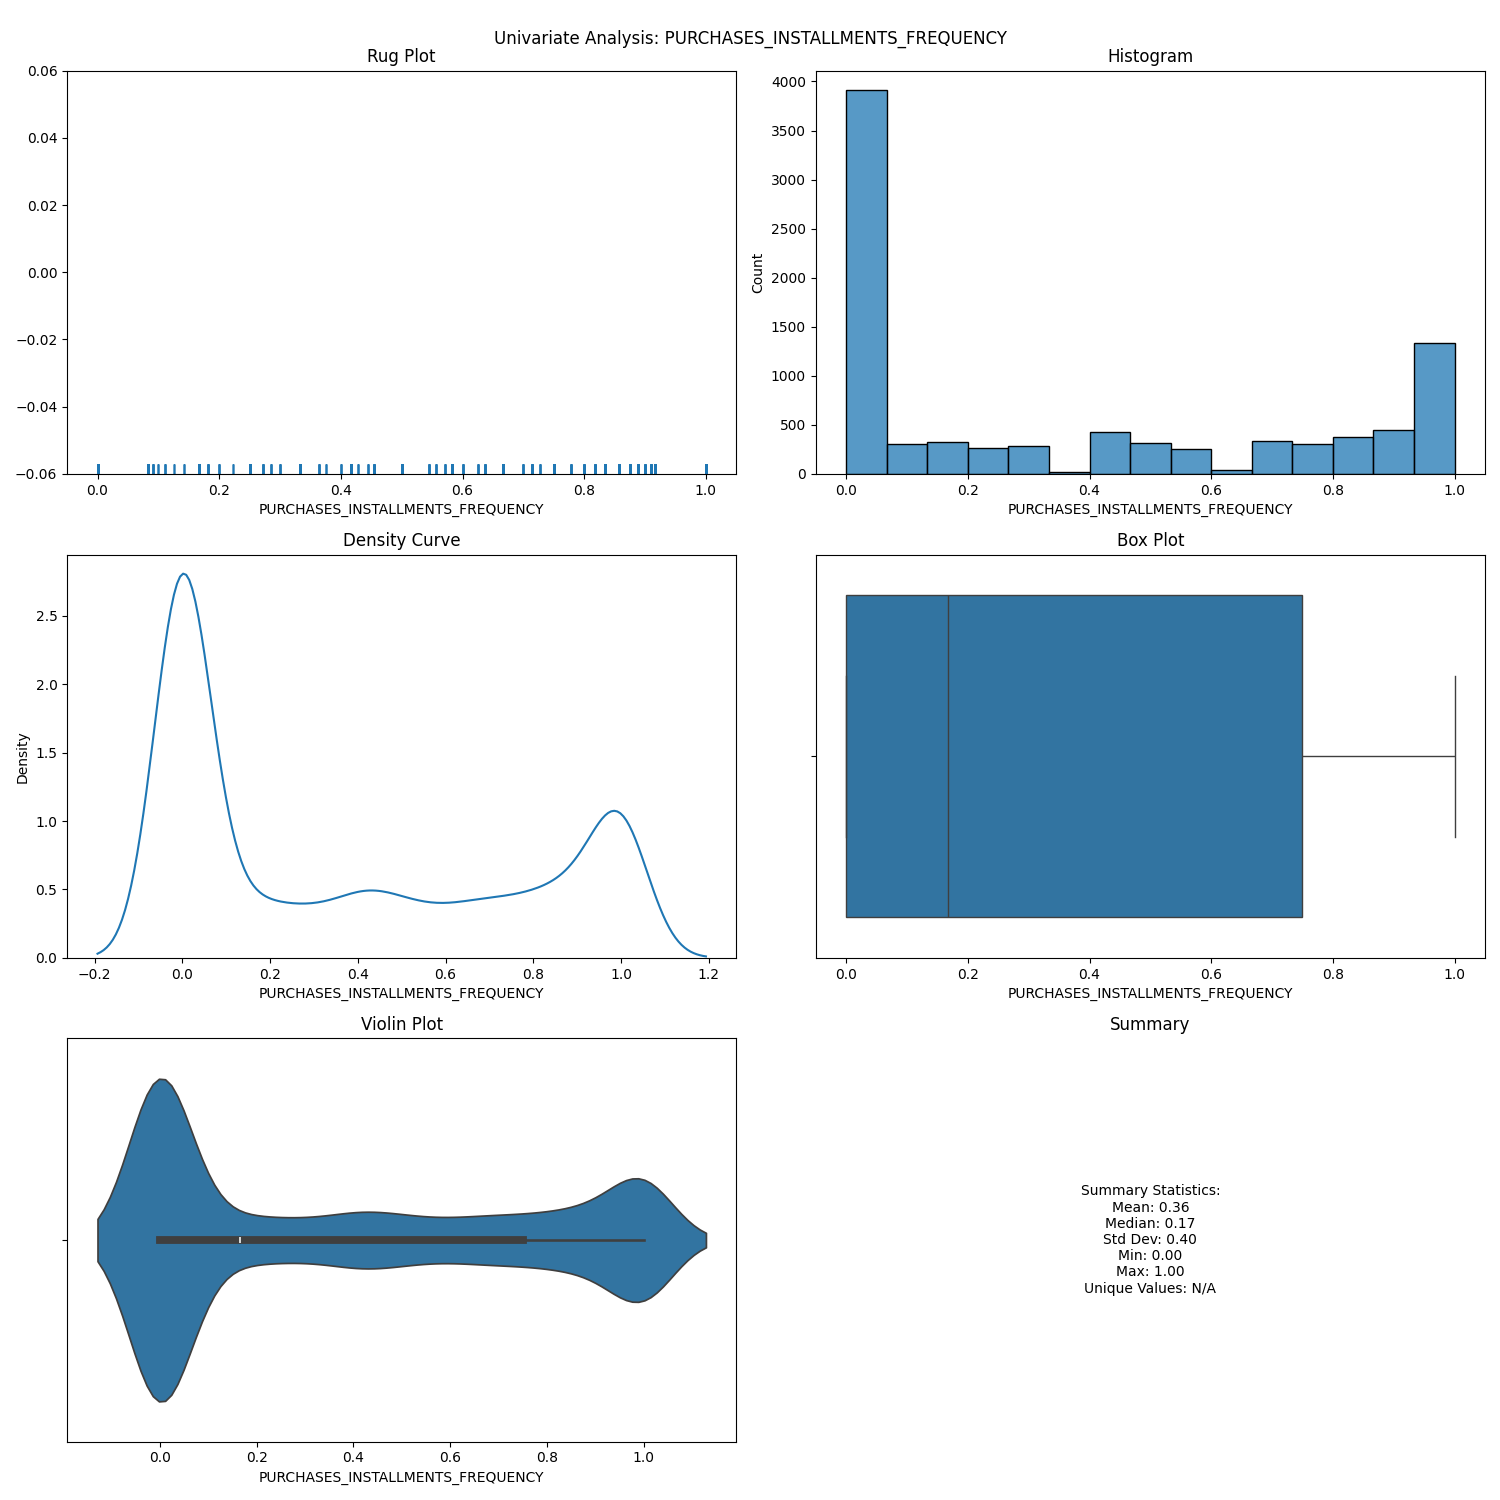 Univariate Analysis: PURCHASES_INSTALLMENTS_FREQUENCY
Rug Plot
0.06
0.04
0.02
0.00
−0.02
−0.04
−0.06
0.0 0.2 0.4 0.6 0.8 1.0
PURCHASES_INSTALLMENTS_FREQUENCY
Histogram
Count
4000
3500
3000
2500
2000
1500
1000
500
0
0.0 0.2 0.4 0.6 0.8 1.0
PURCHASES_INSTALLMENTS_FREQUENCY
Density Curve
Density
2.5
2.0
1.5
1.0
0.5
0.0
−0.2 0.0 0.2 0.4 0.6 0.8 1.0 1.2
PURCHASES_INSTALLMENTS_FREQUENCY
Box Plot
0.0 0.2 0.4 0.6 0.8 1.0
PURCHASES_INSTALLMENTS_FREQUENCY
Violin Plot
0.0 0.2 0.4 0.6 0.8 1.0
PURCHASES_INSTALLMENTS_FREQUENCY
Summary
Summary Statistics:
Mean: 0.36
Median: 0.17
Std Dev: 0.40
Min: 0.00
Max: 1.00
Unique Values: N/A